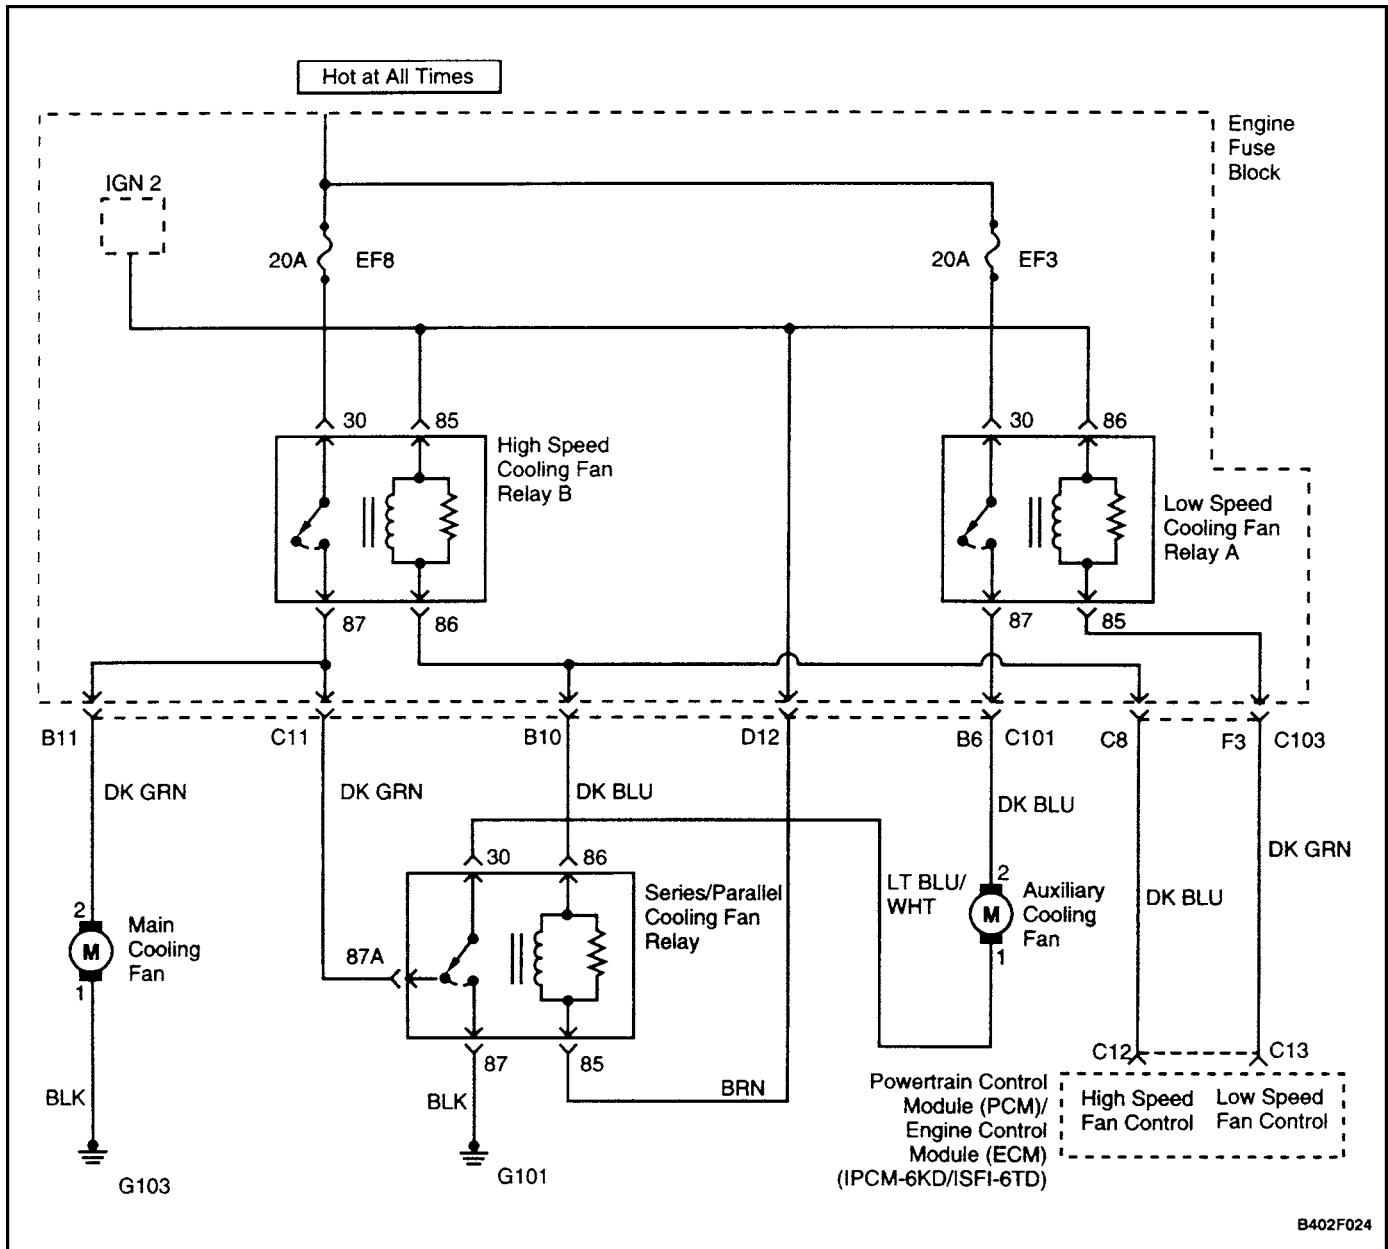 Hot at All Times
Engine
Fuse
Block
IGN 2
20A
EF8
20A
EF3
30
85
30
86
High Speed
Cooling Fan
Relay B
Low Speed
Cooling Fan
Relay A
87
86
87
85
B11
C11
B10
D12
B6
C101
C8
F3
C103
DK GRN
DK GRN
DK BLU
DK BLU
DK GRN
30
86
LT BLU/
WHT
DK BLU
2
M
1
Auxiliary
Cooling
Fan
Series/Parallel
Cooling Fan
Relay
2
M
1
Main
Cooling
Fan
87A
87
85
BRN
BLK
BLK
G103
G101
C12
C13
Powertrain Control
Module (PCM)/
Engine Control
Module (ECM)
(IPCM-6KD/ISFI-6TD)
High Speed
Fan Control
Low Speed
Fan Control
B402F024